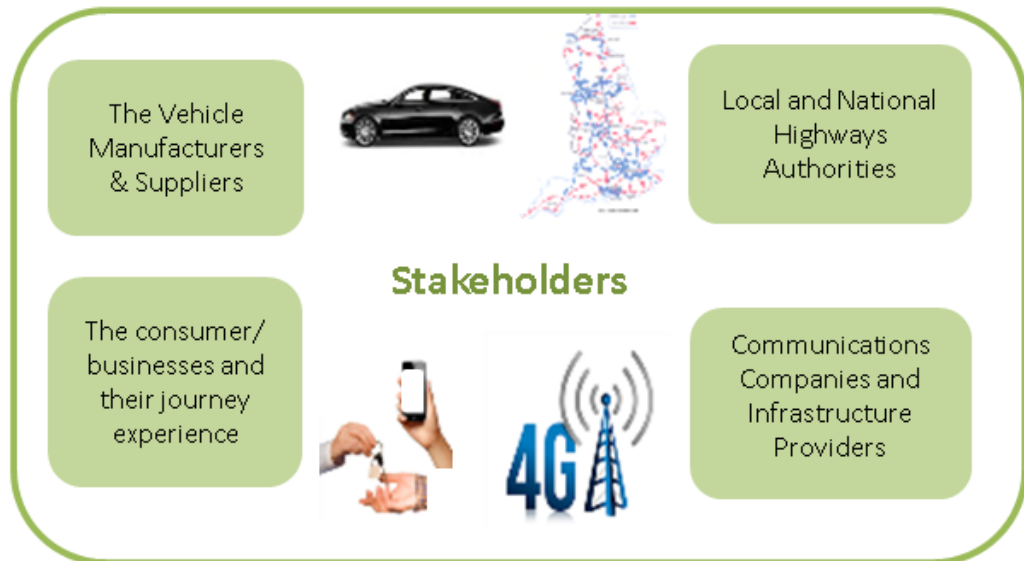 The Vehicle
Manufacturers
& Suppliers
Local and National
Highways
Authorities
Stakeholders
The consumer/
businesses and
their journey
experience
4G
Communications
Companies and
Infrastructure
Providers